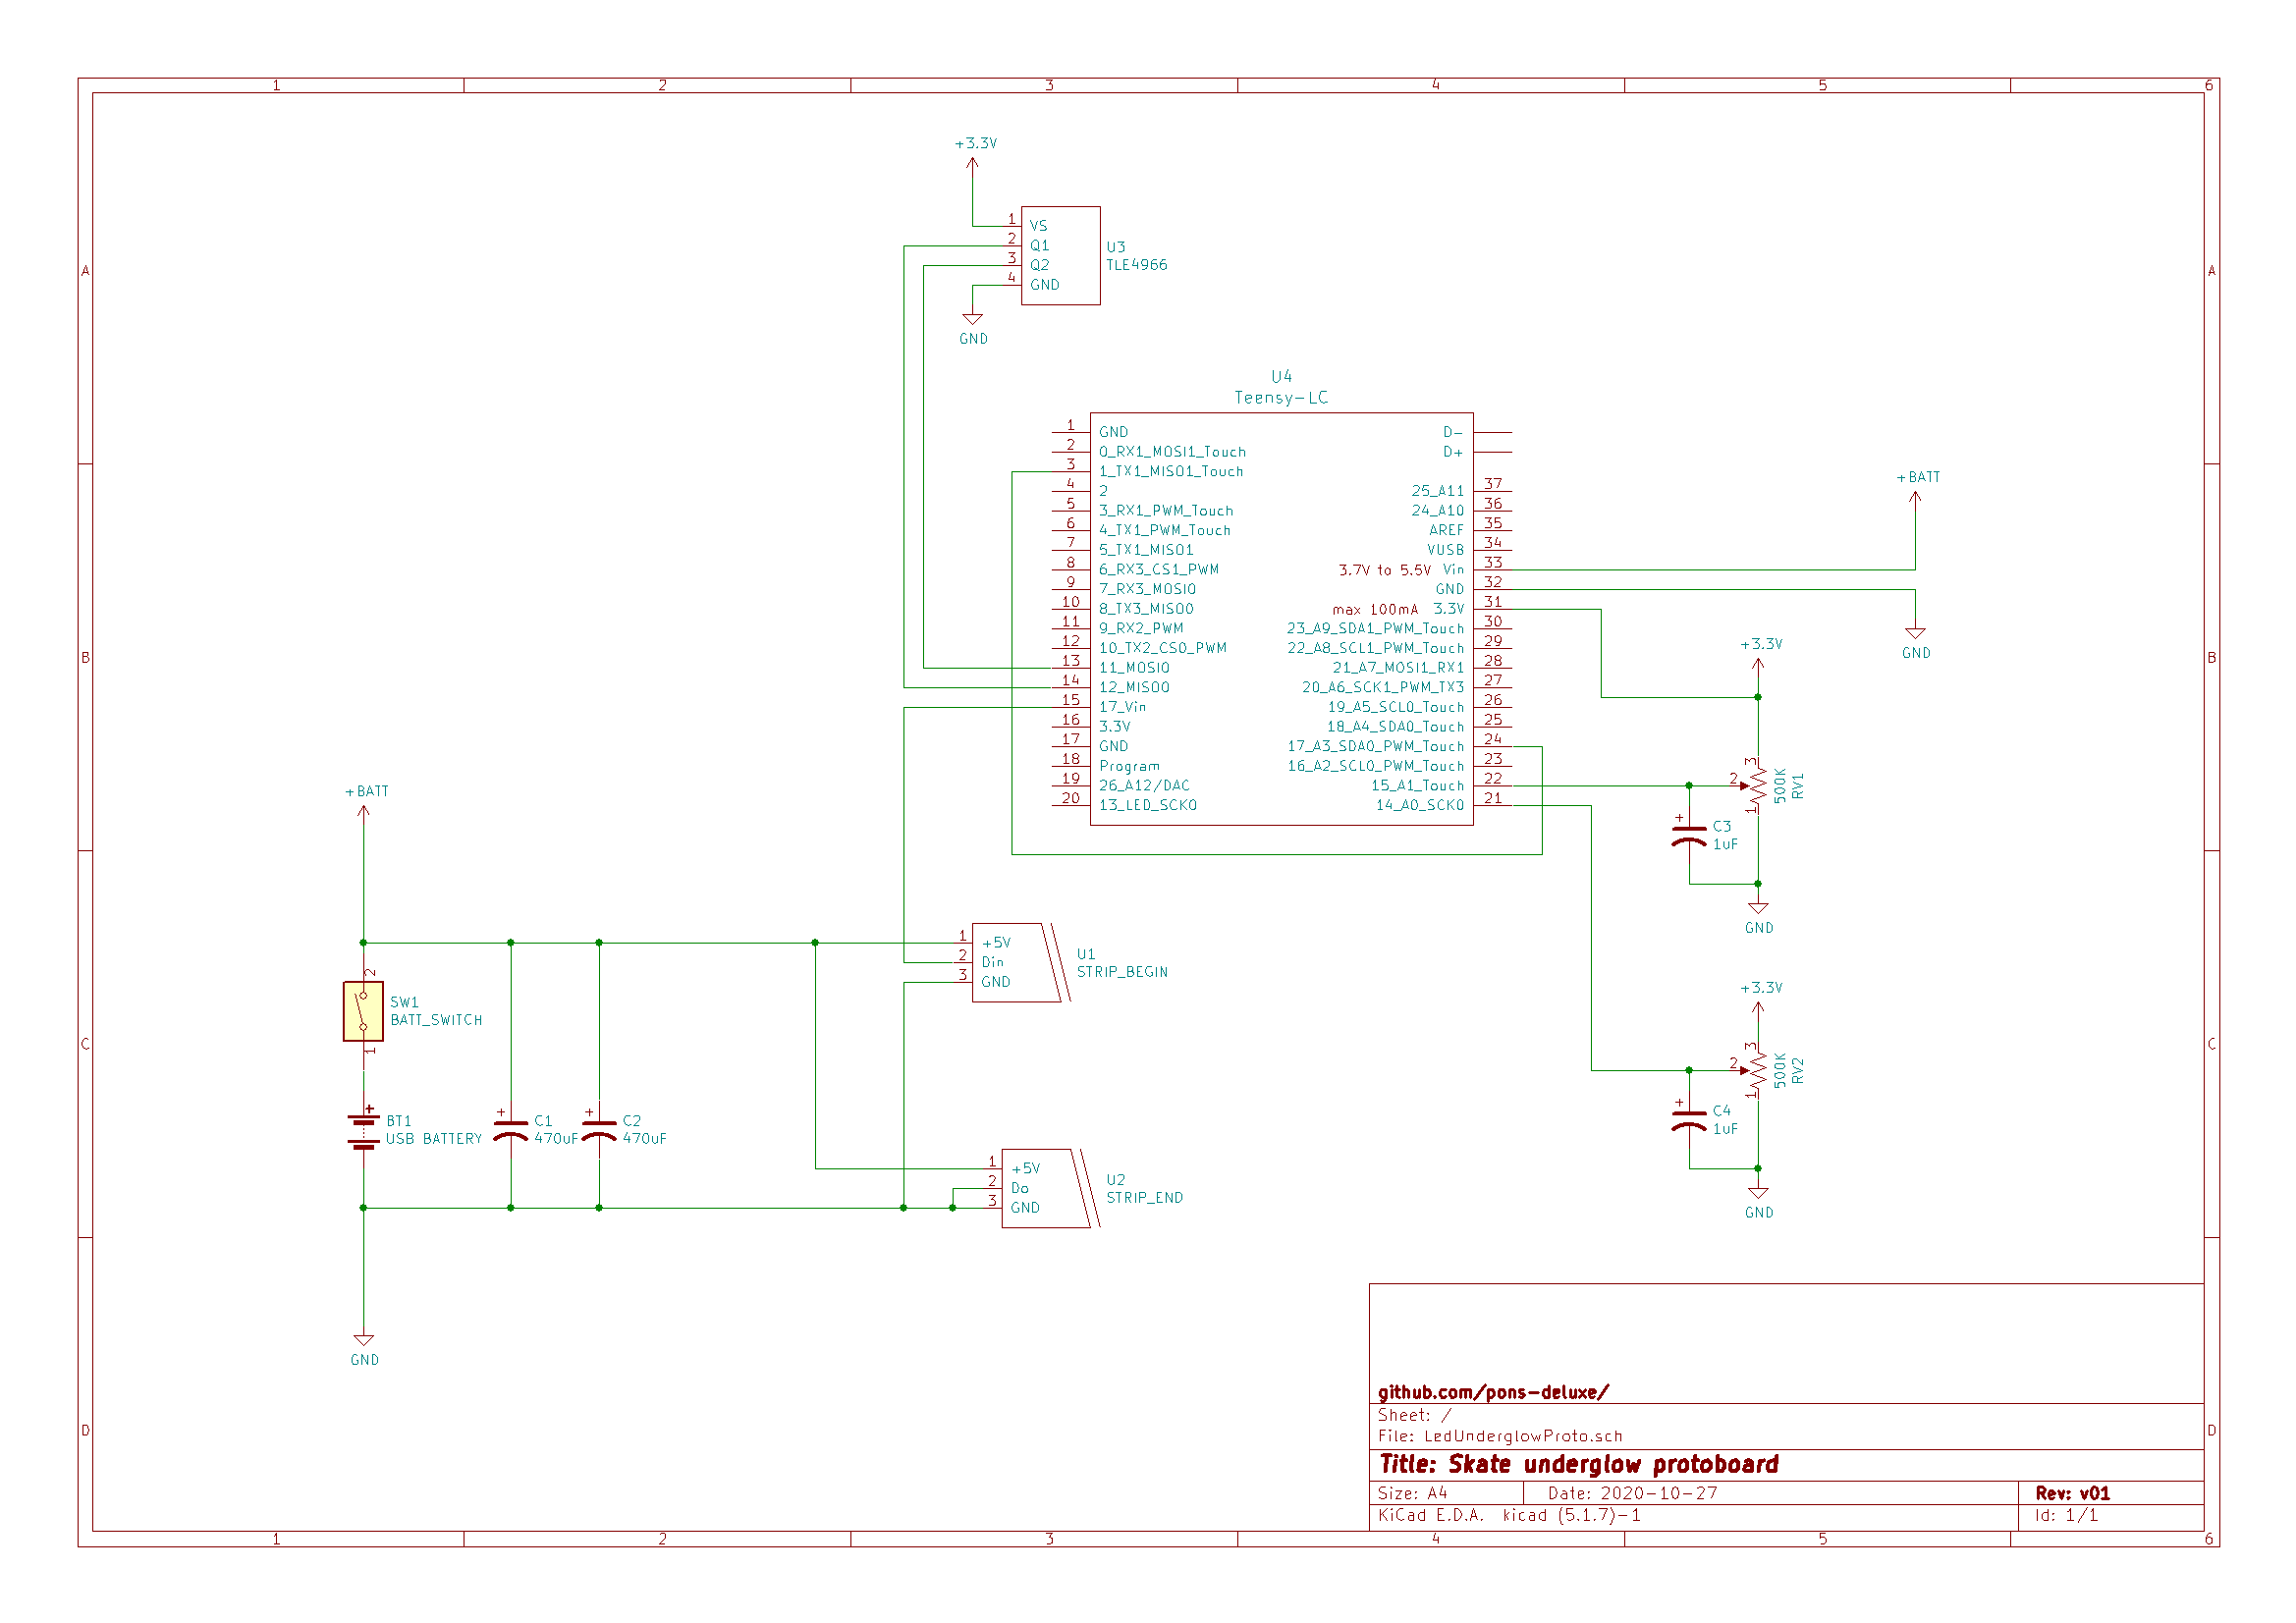 1 2 3 4 5 6
+3.3V
1 VS
2 Q1
3 Q2
4 GND
U3
TLE4966
GND
A A
U4
Teensy-LC
1 GND
2 0_RX1_MOSI1_Touch
3 1_TX1_MISO1_Touch
4 2
5 3_RX1_PWM_Touch
6 4_TX1_PWM_Touch
7 5_TX1_MISO1
8 6_RX3_CS1_PWM
9 7_RX3_MOSI0
10 8_TX3_MISO0
11 9_RX2_PWM
12 10_TX2_CS0_PWM
13 11_MOSI0
14 12_MISO0
15 17_Vin
16 3.3V
17 GND
18 Program
19 26_A12/DAC
20 13_LED_SCK0
D-
D+
25_A11 37
24_A10 36
AREF 35
VUSB 34
3.7V to 5.5V Vin 33
GND 32
max 100mA 3.3V 31
23_A9_SDA1_PWM_Touch 30
22_A8_SCL1_PWM_Touch 29
21_A7_MOSI1_RX1 28
20_A6_SCK1_PWM_TX3 27
19_A5_SCL0_Touch 26
18_A4_SDA0_Touch 25
17_A3_SDA0_PWM_Touch 24
16_A2_SCL0_PWM_Touch 23
15_A1_Touch 22
14_A0_SCK0 21
+BATT
GND
B B
+3.3V
3
2
1
500K
RV1
+
C3
1uF
GND
+BATT
2
SW1
BATT_SWITCH
1
+
BT1
USB BATTERY
+
C1
470uF
+
C2
470uF
GND
1 +5V
2 Din
3 GND
U1
STRIP_BEGIN
1 +5V
2 Do
3 GND
U2
STRIP_END
C C
+3.3V
3
2
1
500K
RV2
+
C4
1uF
GND
D D
github.com/pons-deluxe/
Sheet: /
File: LedUnderglowProto.sch
Title: Skate underglow protoboard
Size: A4 Date: 2020-10-27 Rev: v01
KiCad E.D.A. kicad (5.1.7)-1 Id: 1/1
1 2 3 4 5 6